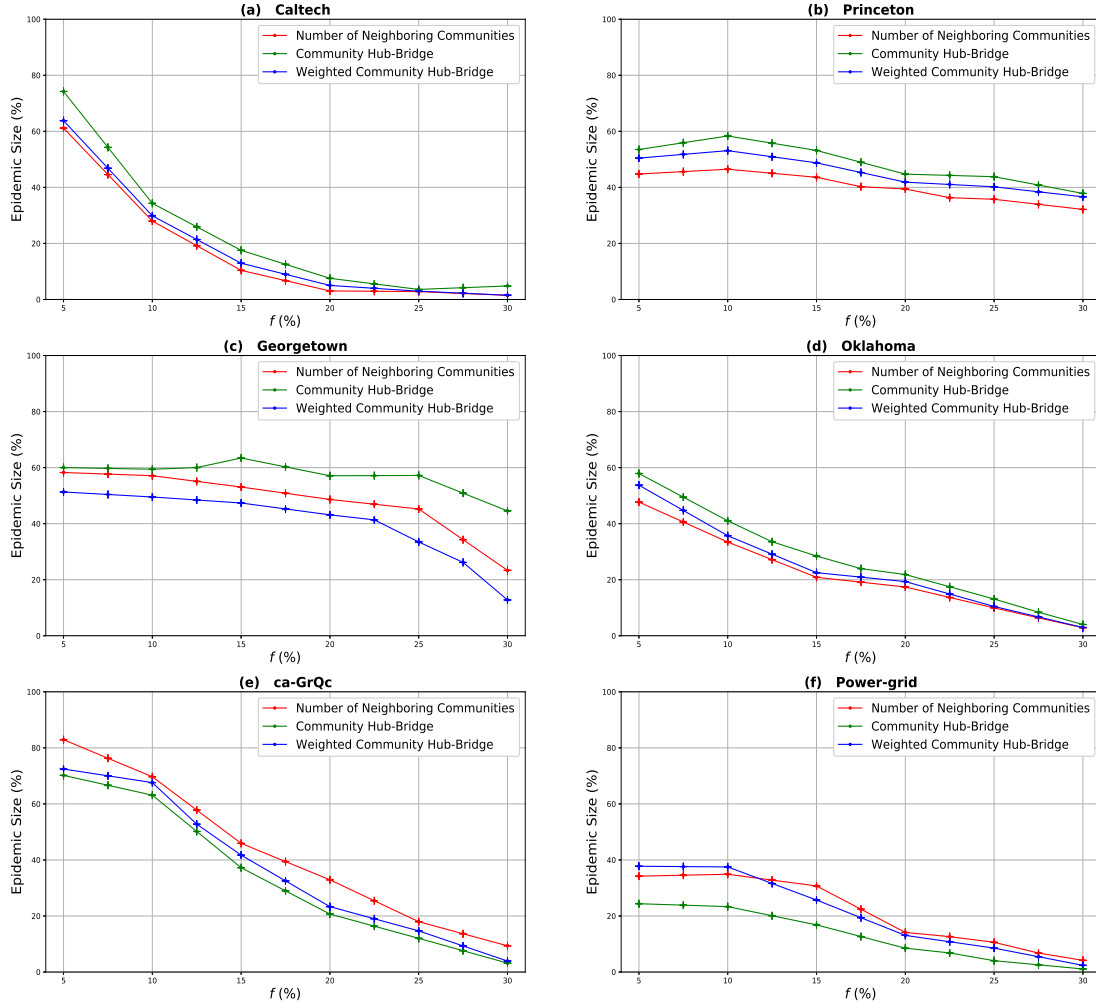 (a) Caltech
Number of Neighboring Communities
Community Hub-Bridge
Weighted Community Hub-Bridge
Epidemic Size (%)
100
80
60
40
20
0
5 10 15 20 25 30
f (%)
(b) Princeton
Number of Neighboring Communities
Community Hub-Bridge
Weighted Community Hub-Bridge
Epidemic Size (%)
100
80
60
40
20
0
5 10 15 20 25 30
f (%)
(c) Georgetown
Number of Neighboring Communities
Community Hub-Bridge
Weighted Community Hub-Bridge
Epidemic Size (%)
100
80
60
40
20
0
5 10 15 20 25 30
f (%)
(d) Oklahoma
Number of Neighboring Communities
Community Hub-Bridge
Weighted Community Hub-Bridge
Epidemic Size (%)
100
80
60
40
20
0
5 10 15 20 25 30
f (%)
(e) ca-GrQc
Number of Neighboring Communities
Community Hub-Bridge
Weighted Community Hub-Bridge
Epidemic Size (%)
100
80
60
40
20
0
5 10 15 20 25 30
f (%)
(f) Power-grid
Number of Neighboring Communities
Community Hub-Bridge
Weighted Community Hub-Bridge
Epidemic Size (%)
100
80
60
40
20
0
5 10 15 20 25 30
f (%)